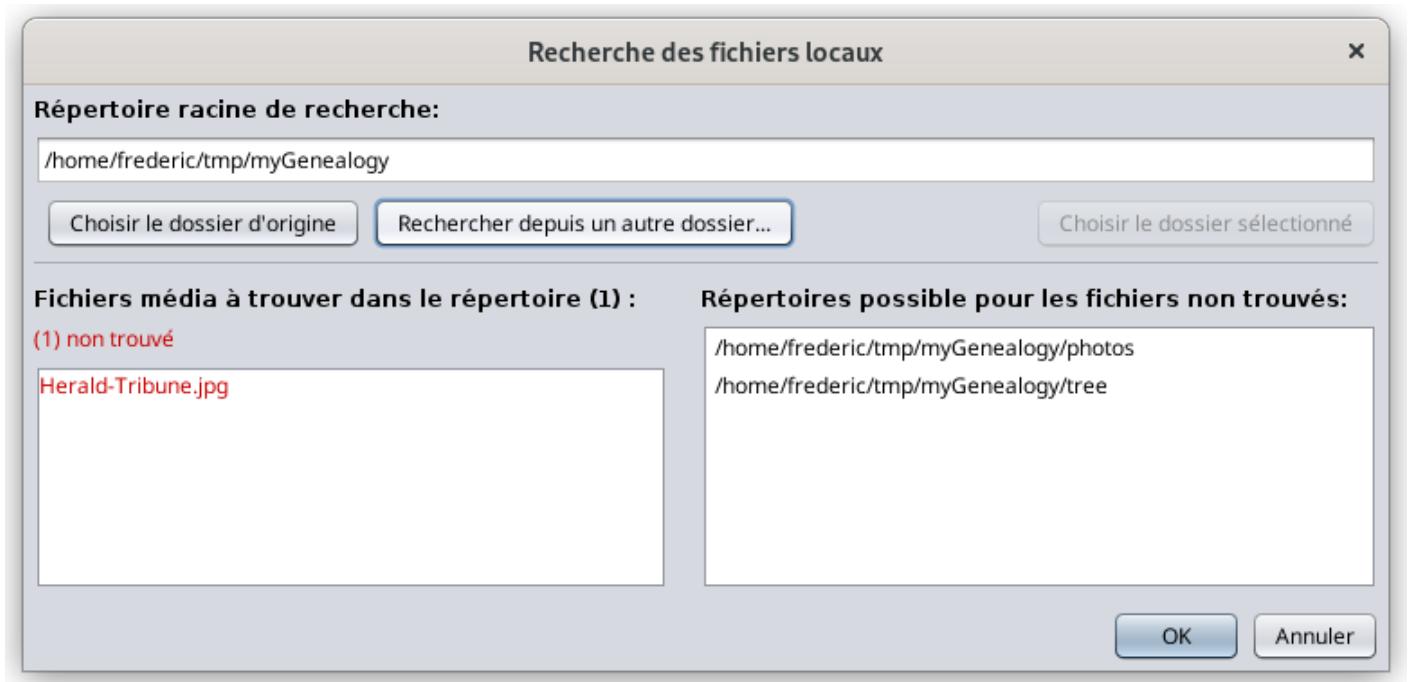 Recherche des fichiers locaux
Répertoire racine de recherche:
/home/frederic/tmp/myGenealogy
Choisir le dossier d'origine
Rechercher depuis un autre dossier...
Choisir le dossier sélectionné
Fichiers média à trouver dans le répertoire (1) :
(1) non trouvé
Herald-Tribune.jpg
Répertoires possible pour les fichiers non trouvés:
/home/frederic/tmp/myGenealogy/photos
/home/frederic/tmp/myGenealogy/tree
OK
Annuler